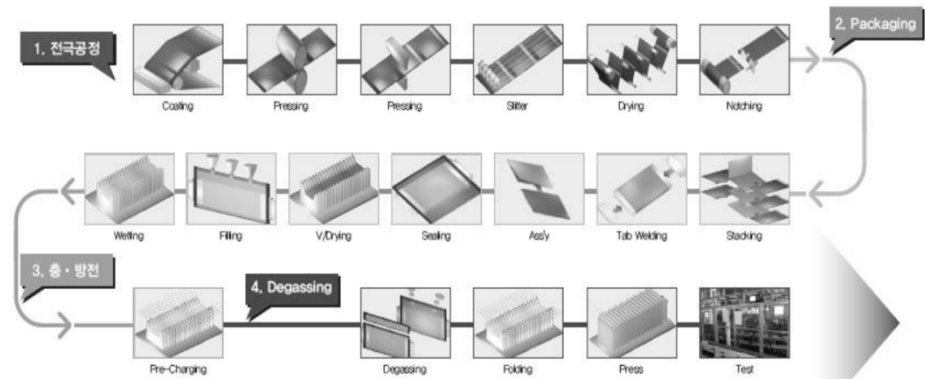 1. 전극공정
2. Packaging
Coating
Pressing
Pressing
Slitter
Drying
Notching
Wetting
Filling
V/Drying
Sealing
Ass'y
Tab Welding
Stacking
3. 충·방전
4. Degassing
Pre-Charging
Degassing
Folding
Press
Test